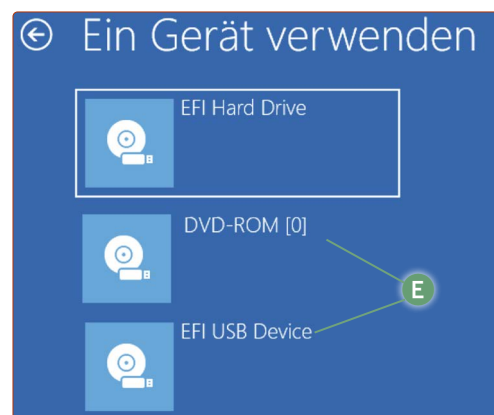 Ein Gerät verwenden
EFI Hard Drive
DVD-ROM [0]
E
EFI USB Device